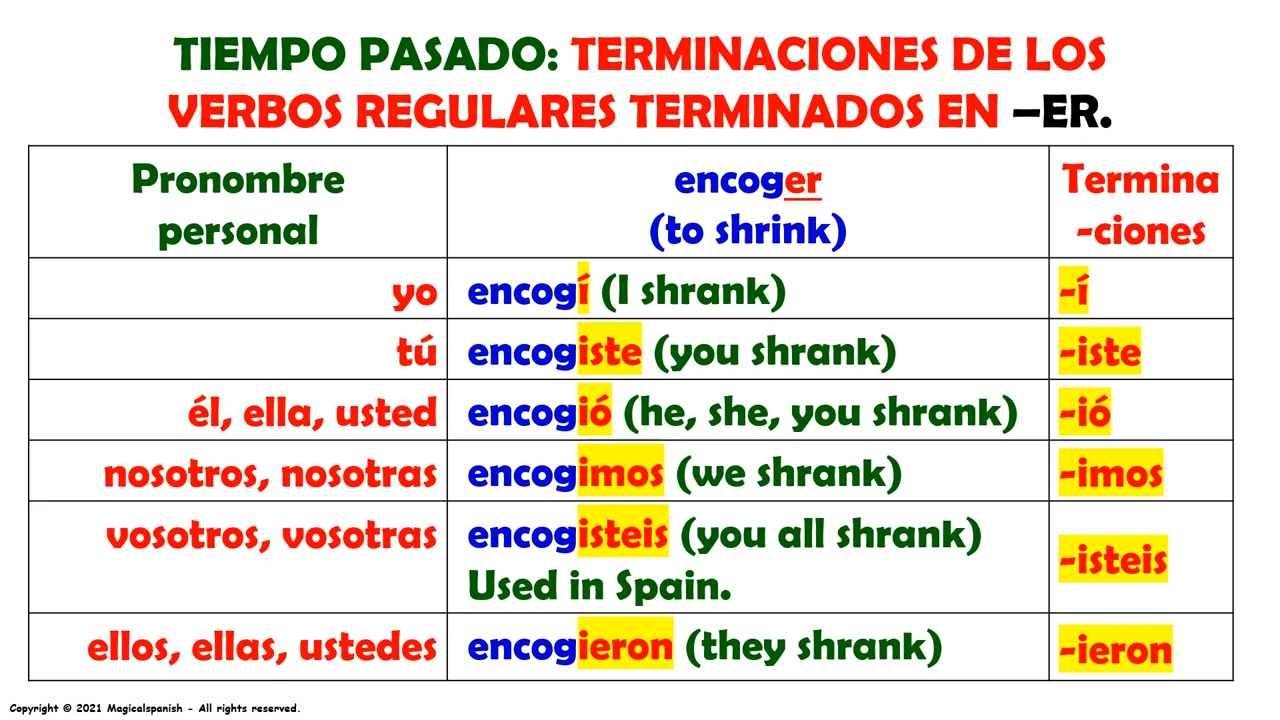 TIEMPO PASADO: TERMINACIONES DE LOS
VERBOS REGULARES TERMINADOS EN –ER.
Pronombre
personal
encoger
(to shrink)
Termina
-ciones
yo
encogí (I shrank)
-í
tú
encogiste (you shrank)
-iste
él, ella, usted
encogió (he, she, you shrank)
-ió
nosotros, nosotras
encogimos (we shrank)
-imos
vosotros, vosotras
encogisteis (you all shrank)
Used in Spain.
-isteis
ellos, ellas, ustedes
encogieron (they shrank)
-ieron
Copyright © 2021 Magicalspanish - All rights reserved.